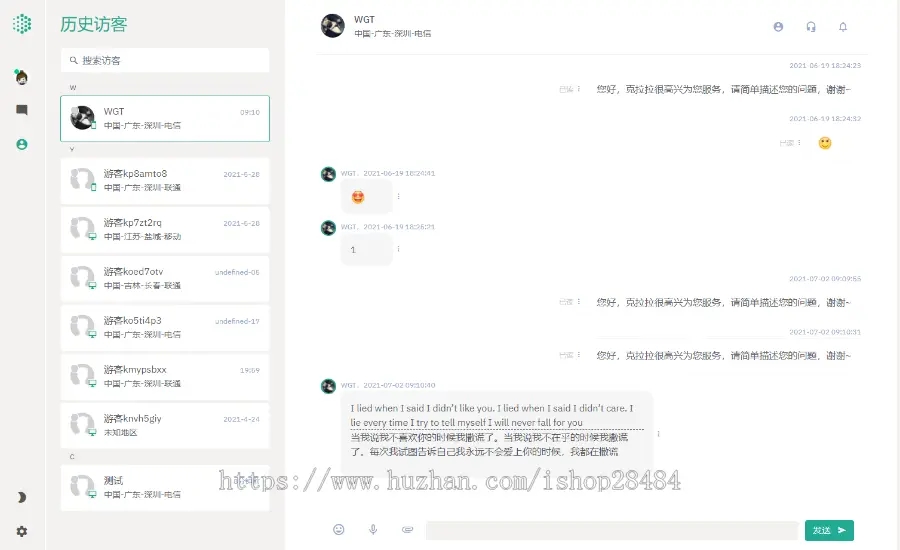 历史访客
搜索访客
W
WGT
09:10
中国-广东-深圳-电信
Y
游客kp8amto8
2021-6-28
中国-广东-深圳-联通
游客kp7zt2rq
2021-6-28
中国-江苏-盐城-移动
游客koed7otv
undefined-08
中国-吉林-长春-联通
游客ko5ti4p3
undefined-17
中国-广东-深圳-电信
游客kmypsbxx
中国-广东-深圳-联通
游客knvh5giy
2021-4-24
未知地区
C
测试
中国-广东-深圳-电信
WGT
中国-广东-深圳-电信
2021-06-19 18:24:23
已读
您好，克拉拉很高兴为您服务，请简单描述您的问题，谢谢~
2021-06-19 18:24:32
已读
WGT，2021-06-19 18:24:41
WGT，2021-06-19 18:26:21
1
2021-07-02 09:09:55
已读
您好，克拉拉很高兴为您服务，请简单描述您的问题，谢谢~
2021-07-02 09:10:31
已读
您好，克拉拉很高兴为您服务，请简单描述您的问题，谢谢~
WGT，2021-07-02 09:10:40
I lied when I said I didn't like you. I lied when I said I didn't care. I
lie every time I try to tell myself I will never fall for you
当我说我不喜欢你的时候我撒谎了。当我说我不在乎的时候我撒谎
了。每次我试图告诉自己我永远不会爱上你的时候，我都在撒谎
https://www.huzhan.com/ishop28484
发送